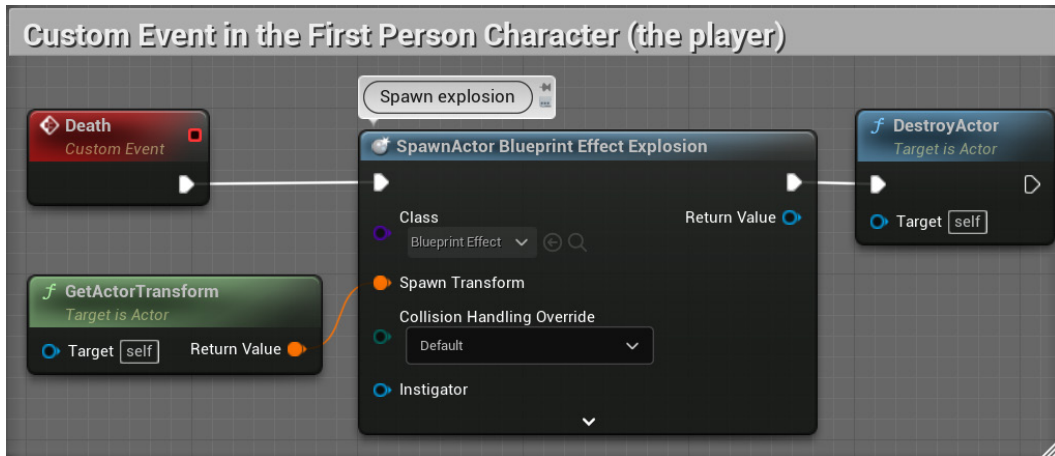 Custom Event in the First Person Character (the player)
Spawn explosion
Death
Custom Event
SpawnActor Blueprint Effect Explosion
Class
Blueprint Effect
Return Value
Spawn Transform
Collision Handling Override
Default
Instigator
DestroyActor
Target is Actor
Target self
GetActorTransform
Target is Actor
Target self
Return Value